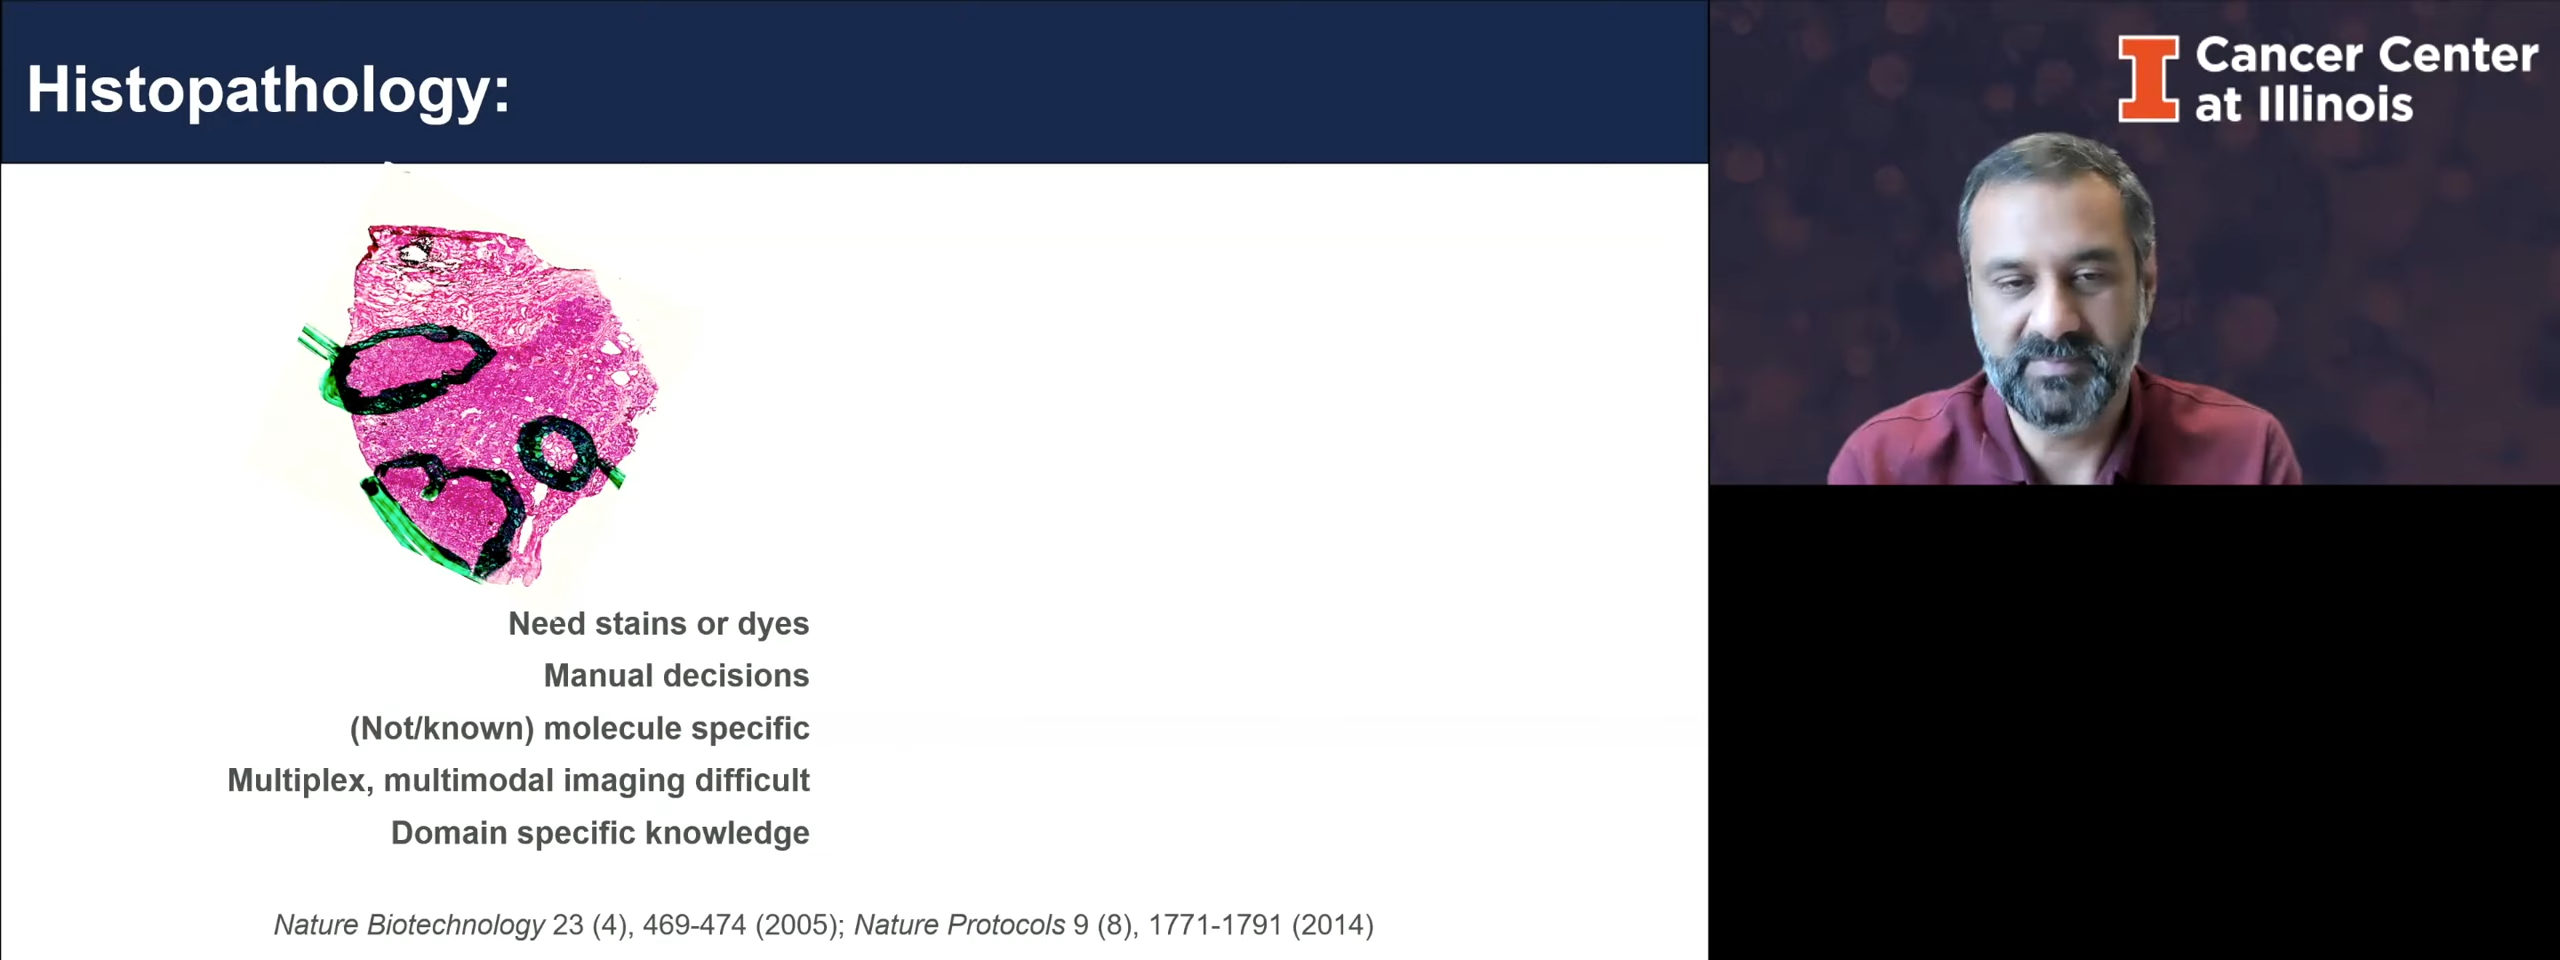 Histopathology:
Need stains or dyes
Manual decisions
(Not/known) molecule specific
Multiplex, multimodal imaging difficult
Domain specific knowledge
Nature Biotechnology 23 (4), 469-474 (2005); Nature Protocols 9 (8), 1771-1791 (2014)
Cancer Center
at Illinois